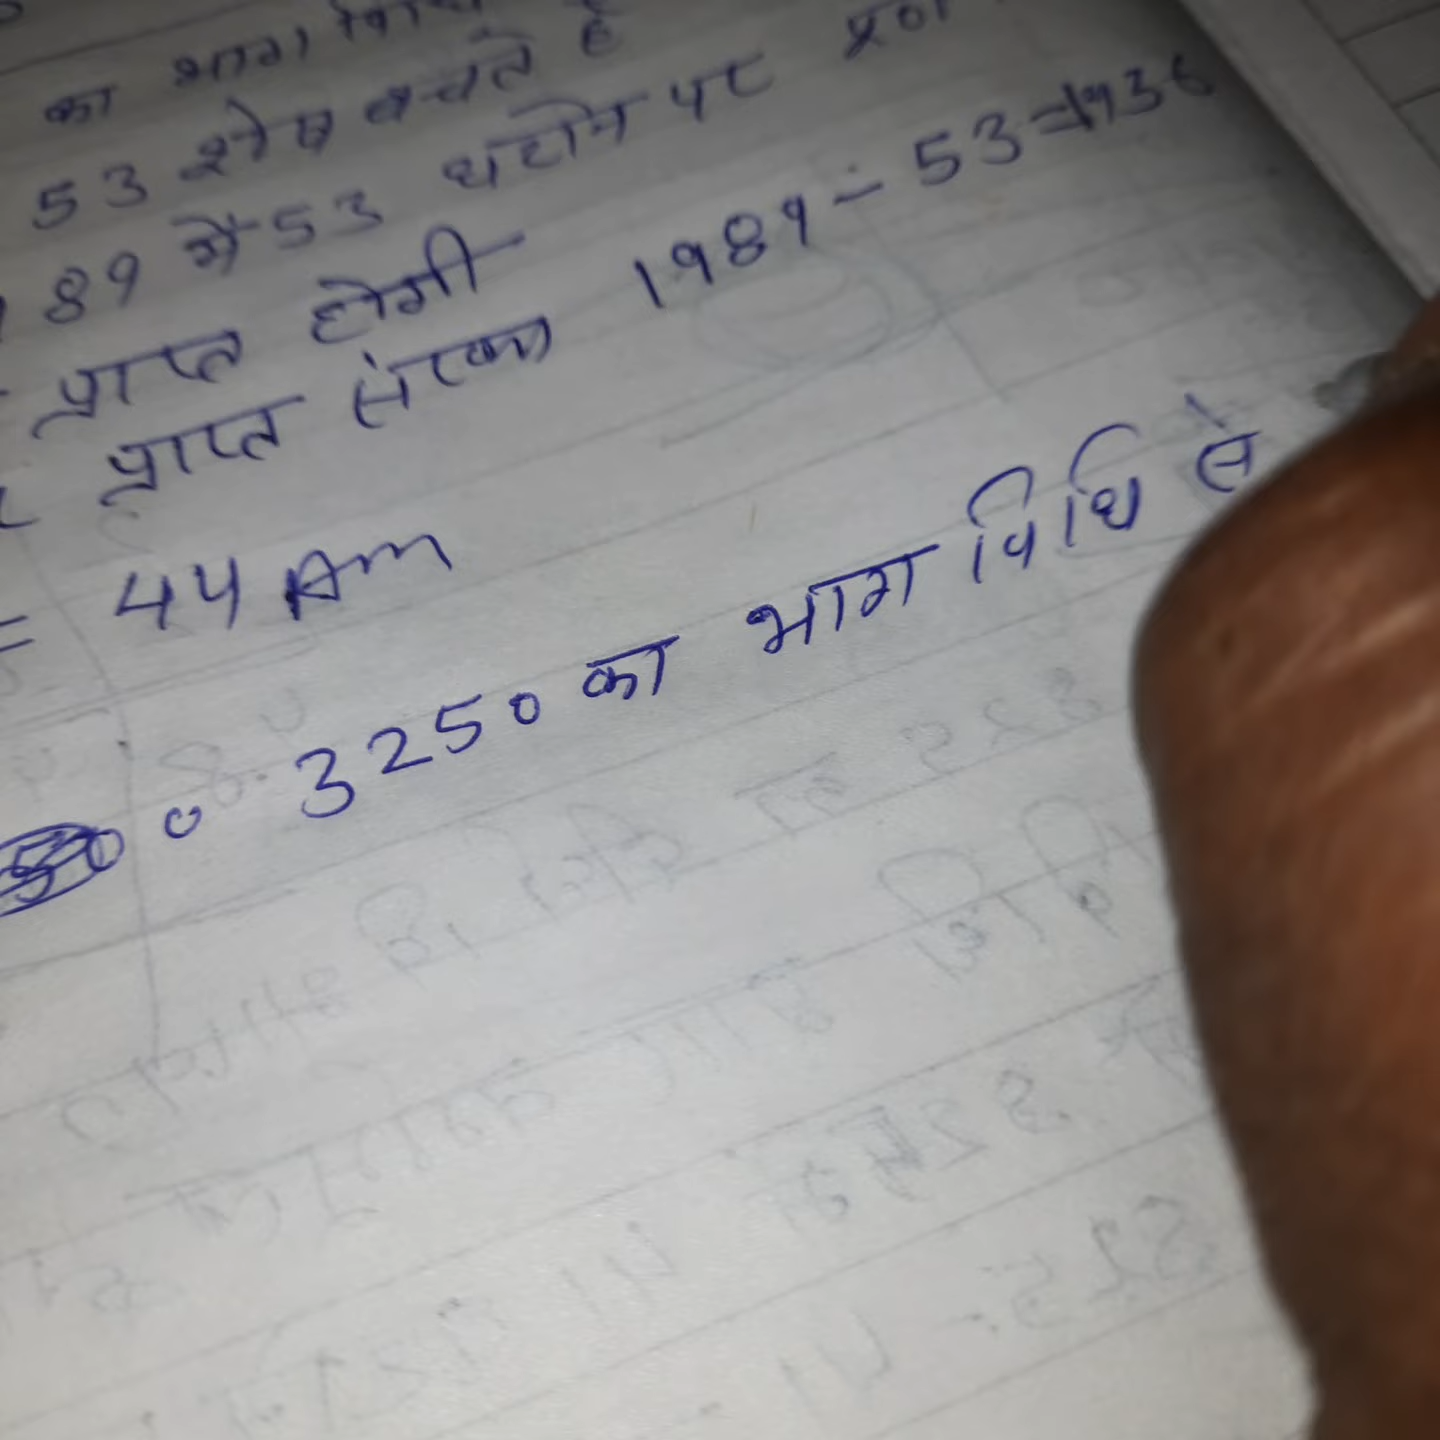 का भाग विधि
53 शेष बचते है
89 में 53 घटाने पर
प्राप्त होगी
प्राप्त संख्या 1989 - 53 = 1936
= 44 Am
3250 का भाग विधि से